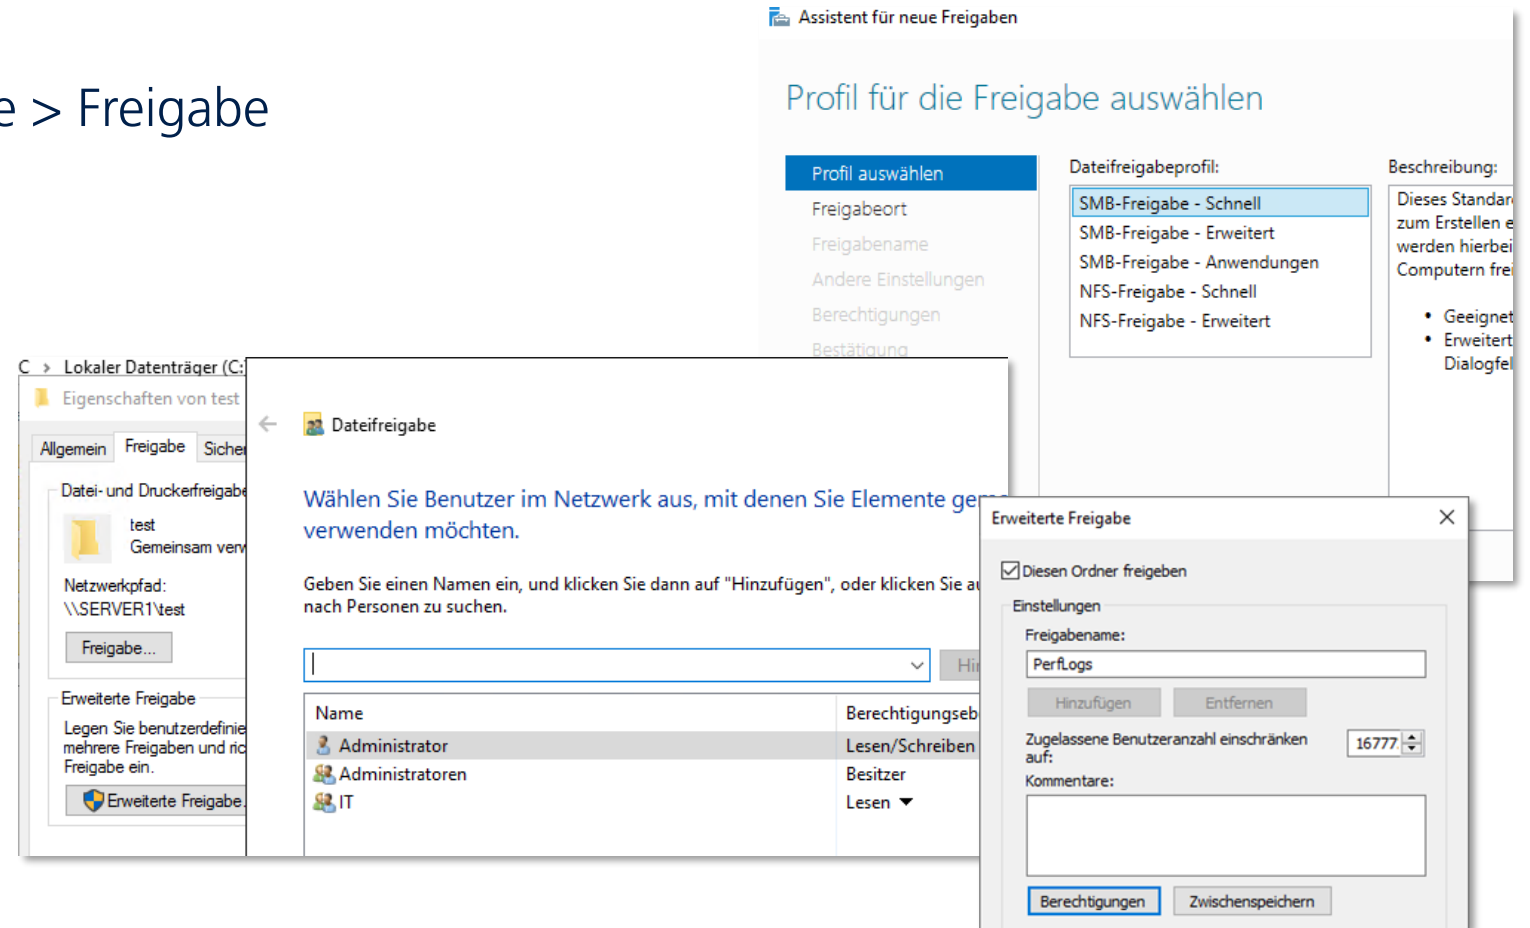 > Freigabe
Assistent für neue Freigaben
Profil für die Freigabe auswählen
Profil auswählen
Freigabeort
Freigabename
Andere Einstellungen
Berechtigungen
Bestätigung
Dateifreigabeprofil:
SMB-Freigabe - Schnell
SMB-Freigabe - Erweitert
SMB-Freigabe - Anwendungen
NFS-Freigabe - Schnell
NFS-Freigabe - Erweitert
Beschreibung:
Dieses Standar
zum Erstellen e
werden hierbei
Computern frei
• Geeignet
• Erweitert
Dialogfel
C > Lokaler Datenträger (C:
Eigenschaften von test
Allgemein Freigabe Sicher
Datei- und Druckerfreigabe
test
Gemeinsam verw
Netzwerkpfad:
\\SERVER1\test
Freigabe...
Erweiterte Freigabe
Legen Sie benutzerdefinie
mehrere Freigaben und ric
Freigabe ein.
Erweiterte Freigabe.
Dateifreigabe
Wählen Sie Benutzer im Netzwerk aus, mit denen Sie Elemente gem
verwenden möchten.
Geben Sie einen Namen ein, und klicken Sie dann auf "Hinzufügen", oder klicken Sie au
nach Personen zu suchen.
Hi
Name Berechtigungseb
Administrator Lesen/Schreiben
Administratoren Besitzer
IT Lesen
Erweiterte Freigabe
Diesen Ordner freigeben
Einstellungen
Freigabename:
PerfLogs
Hinzufügen Entfernen
Zugelassene Benutzeranzahl einschränken
auf:
16777
Kommentare:
Berechtigungen Zwischenspeichern